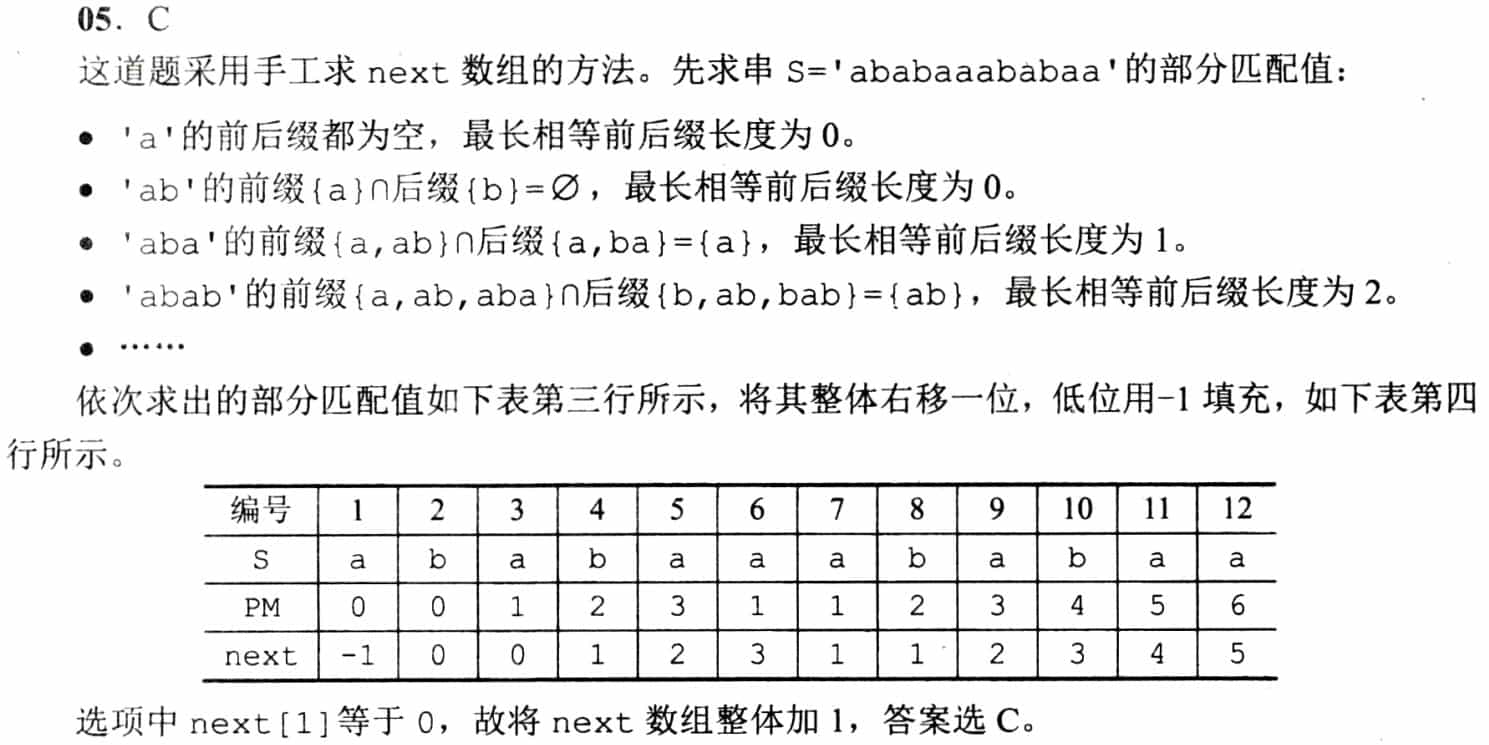 05. C
这道题采用手工求 next 数组的方法。先求串 S='ababaaababaa'的部分匹配值：
● 'a'的前后缀都为空，最长相等前后缀长度为 0。
● 'ab'的前缀{a}∩后缀{b}=∅，最长相等前后缀长度为 0。
● 'aba'的前缀{a,ab}∩后缀{a,ba}={a}，最长相等前后缀长度为 1。
● 'abab'的前缀{a,ab,aba}∩后缀{b,ab,bab}={ab}，最长相等前后缀长度为 2。
● ……
依次求出的部分匹配值如下表第三行所示，将其整体右移一位，低位用-1 填充，如下表第四
行所示。
编号 1 2 3 4 5 6 7 8 9 10 11 12
S a b a b a a a b a b a a
PM 0 0 1 2 3 1 1 2 3 4 5 6
next -1 0 0 1 2 3 1 1 2 3 4 5
选项中 next[1]等于 0，故将 next 数组整体加 1，答案选 C。